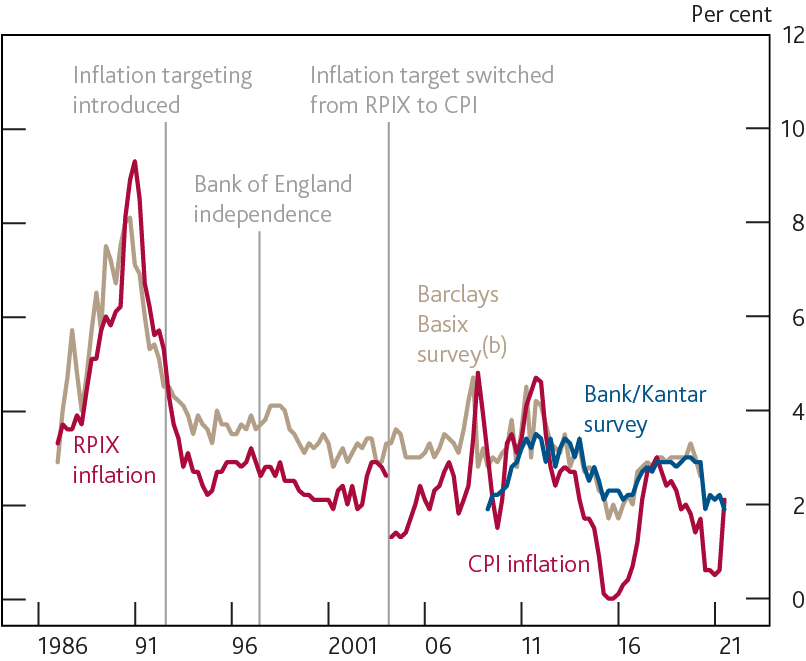 Per cent
12
Inflation targeting
introduced
Inflation target switched
from RPIX to CPI
10
Bank of England
independence
8
Barclays
Basix
survey(b)
6
Bank/Kantar
survey
4
RPIX
inflation
2
CPI inflation
0
1986
91
96
2001
06
11
16
21